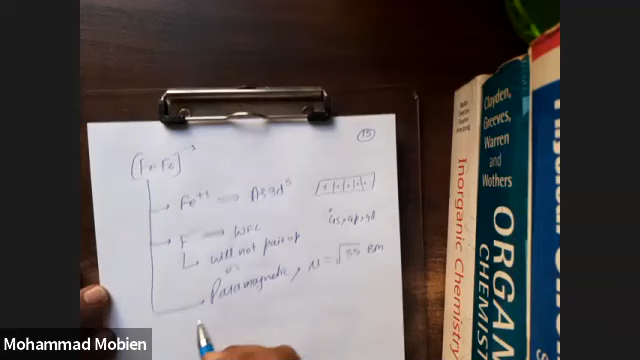 15
[FeF6]⁻³
Fe⁺³ ⟹ Ar3d⁵
F⁻ ⟹ WFL
4s, 4p, 4d
will not pair up
Paramagnetic, μ = √35 BM
Inorganic Chemistry
Clayden,
Greeves,
Warren
and
Wothers
ORGANIC
CHEMISTRY
Mohammad Mobien